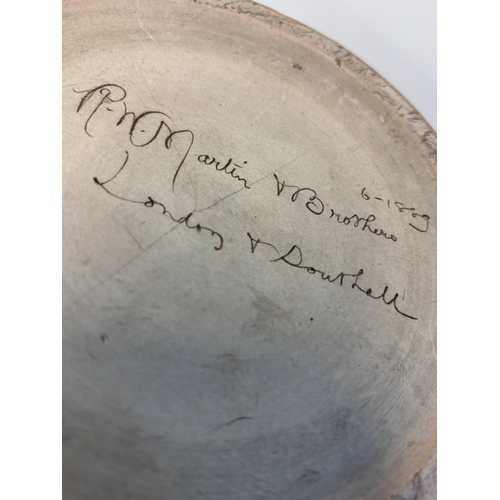 R.W. Martin & Brothers
London & Southall
6-1889